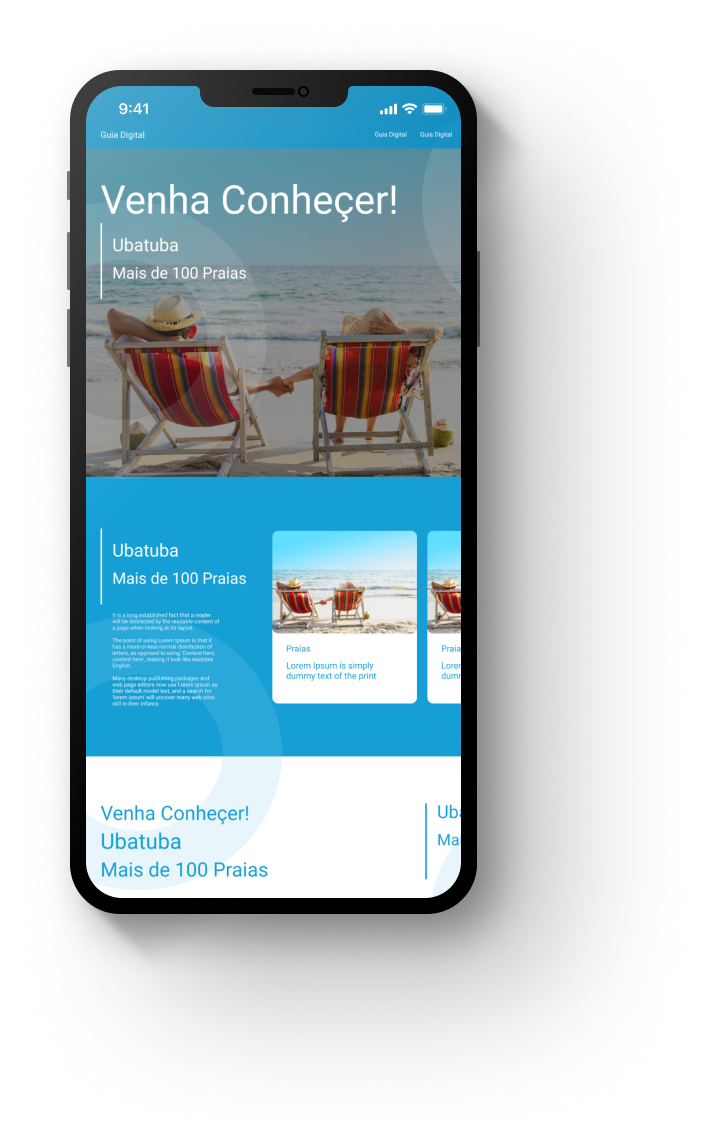 9:41
Guia Digital
Guia Digital Guia Digital
Venha Conheçer!
Ubatuba
Mais de 100 Praias
Ubatuba
Mais de 100 Praias
It is a long established fact that a reader
will be distracted by the readable content of
a page when looking at its layout.
The point of using Lorem Ipsum is that it
has a more-or-less normal distribution of
letters, as opposed to using 'Content here,
content here', making it look like readable
English.
Many desktop publishing packages and
web page editors now use Lorem Ipsum as
their default model text, and a search for
'lorem ipsum' will uncover many web sites
still in their infancy.
Praias
Lorem Ipsum is simply
dummy text of the print
Praia
Lorer
dumm
Venha Conheçer!
Ubatuba
Mais de 100 Praias
Uba
Ma